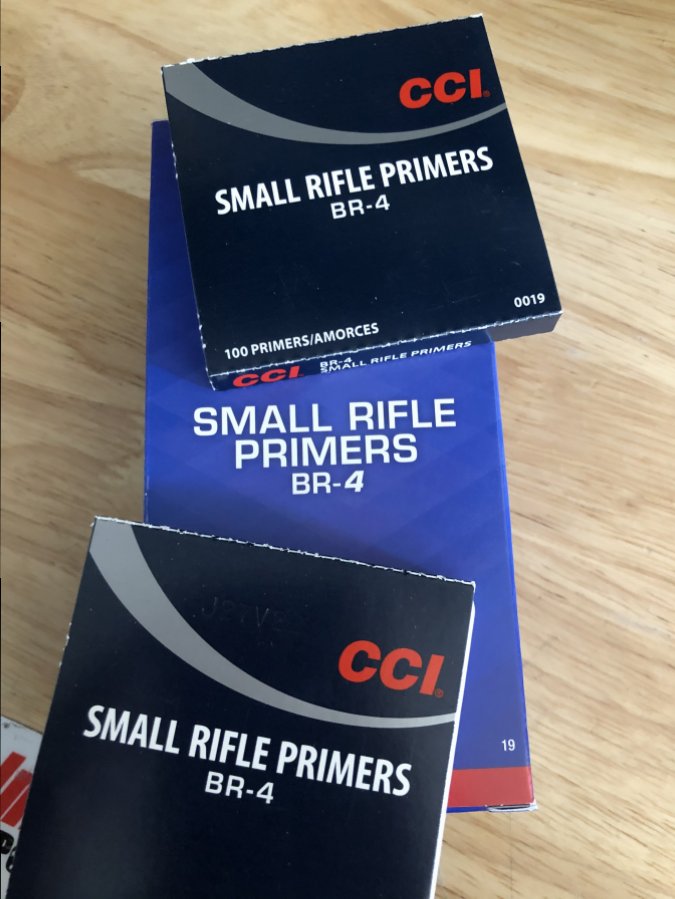 CCI®
SMALL RIFLE PRIMERS
BR-4
0019
100 PRIMERS/AMORCES
CCI
BR-4
SMALL RIFLE PRIMERS
SMALL RIFLE
PRIMERS
BR-4
CCI®
SMALL RIFLE PRIMERS
BR-4
19